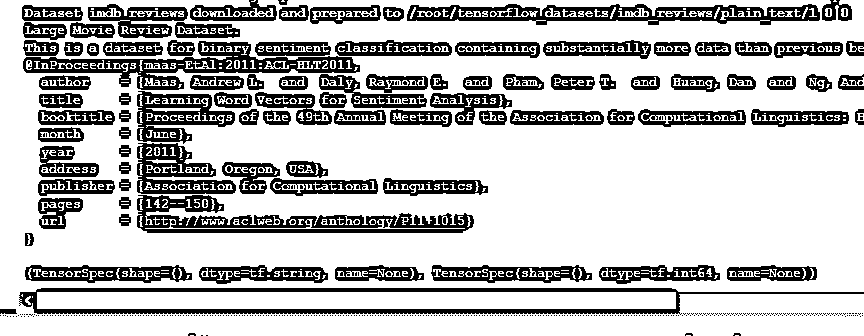 Dataset imdb_reviews downloaded and prepared to /root/tensorflow_datasets/imdb_reviews/plain_text/1.0.0
Large Movie Review Dataset.
This is a dataset for binary sentiment classification containing substantially more data than previous be
@InProceedings{maas-EtAl:2011:ACL-HLT2011,
author = {Maas, Andrew L. and Daly, Raymond E. and Pham, Peter T. and Huang, Dan and Ng, And
title = {Learning Word Vectors for Sentiment Analysis},
booktitle = {Proceedings of the 49th Annual Meeting of the Association for Computational Linguistics:
month = {June},
year = {2011},
address = {Portland, Oregon, USA},
publisher = {Association for Computational Linguistics},
pages = {142--150},
url = {http://www.aclweb.org/anthology/P11-1015}
}
(TensorSpec(shape=(), dtype=tf.string, name=None), TensorSpec(shape=(), dtype=tf.int64, name=None))